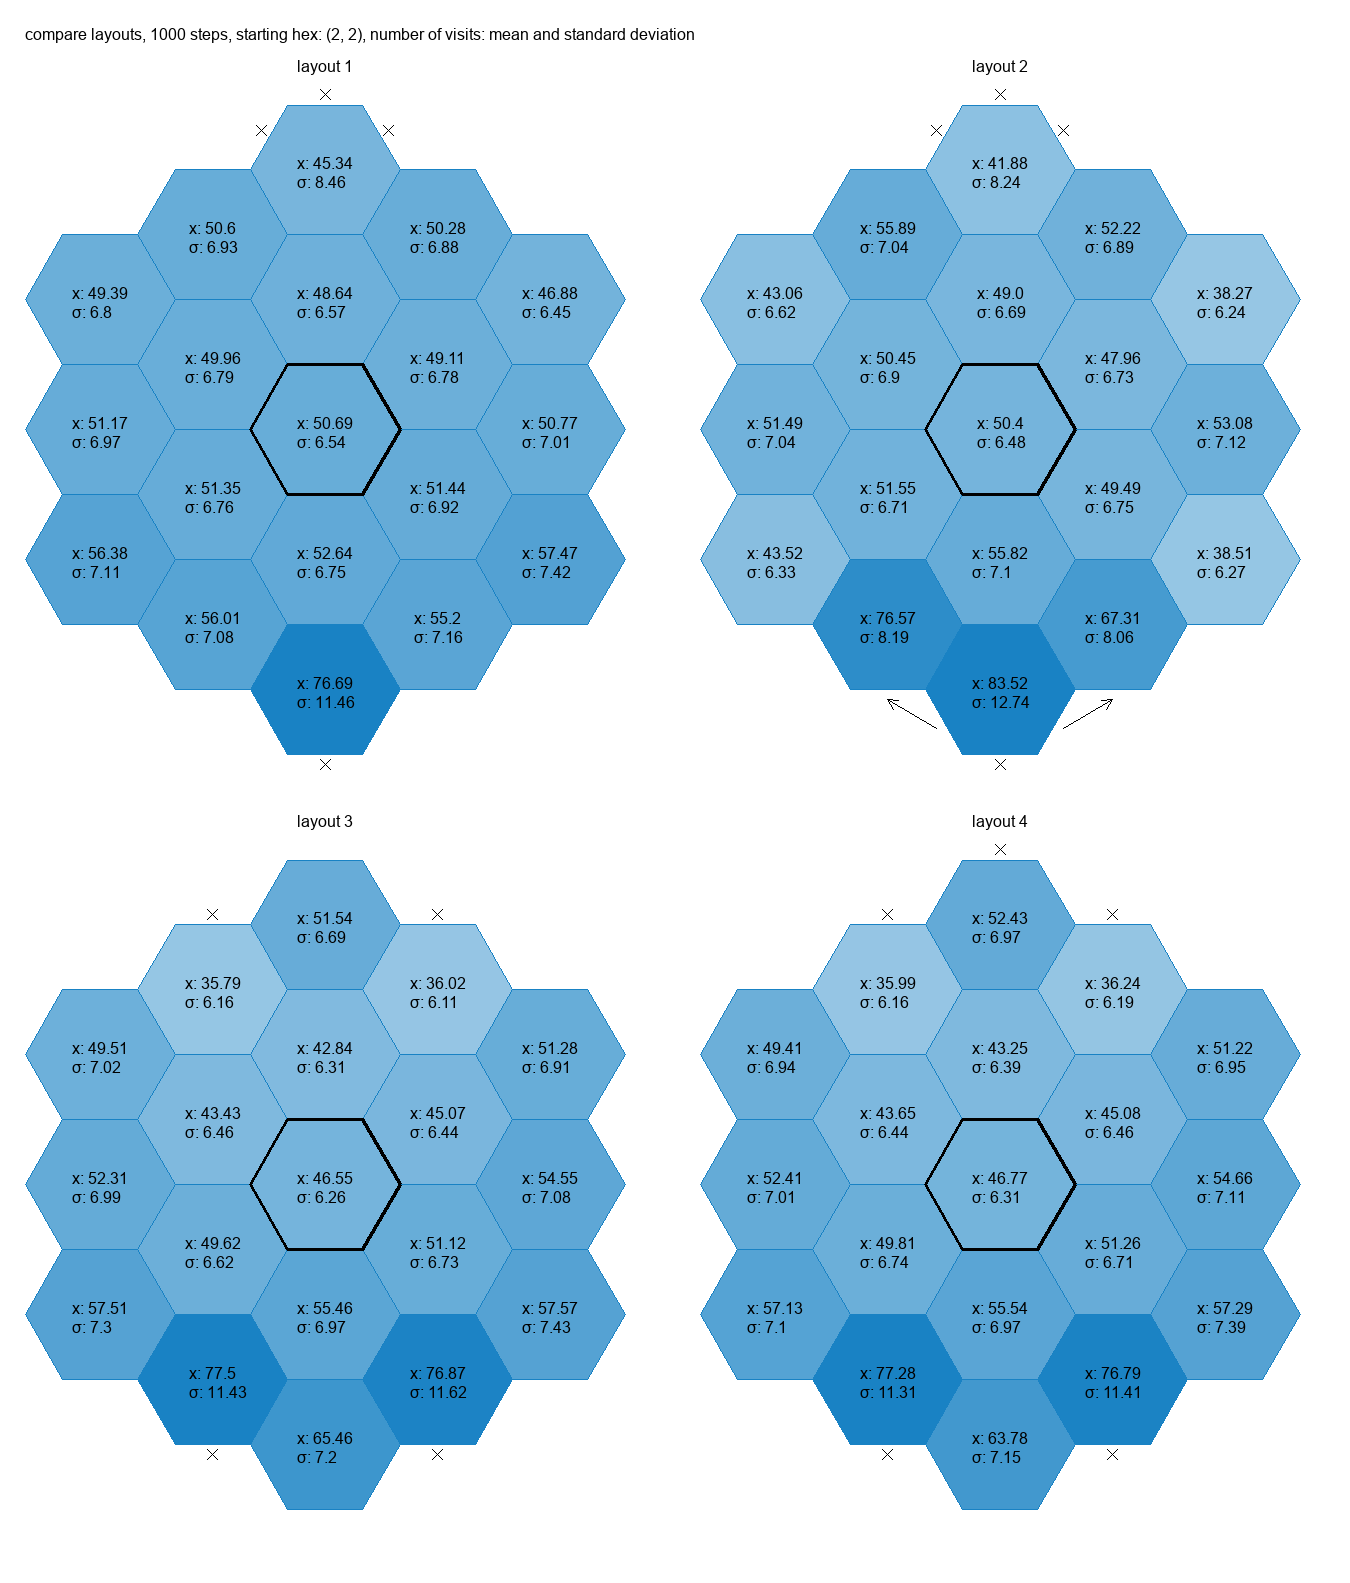 compare layouts, 1000 steps, starting hex: (2, 2), number of visits: mean and standard deviation
layout 1
x: 45.34
σ: 8.46
x: 50.6
σ: 6.93
x: 50.28
σ: 6.88
x: 49.39
σ: 6.8
x: 48.64
σ: 6.57
x: 46.88
σ: 6.45
x: 49.96
σ: 6.79
x: 49.11
σ: 6.78
x: 51.17
σ: 6.97
x: 50.69
σ: 6.54
x: 50.77
σ: 7.01
x: 51.35
σ: 6.76
x: 51.44
σ: 6.92
x: 56.38
σ: 7.11
x: 52.64
σ: 6.75
x: 57.47
σ: 7.42
x: 56.01
σ: 7.08
x: 55.2
σ: 7.16
x: 76.69
σ: 11.46
layout 2
x: 41.88
σ: 8.24
x: 55.89
σ: 7.04
x: 52.22
σ: 6.89
x: 43.06
σ: 6.62
x: 49.0
σ: 6.69
x: 38.27
σ: 6.24
x: 50.45
σ: 6.9
x: 47.96
σ: 6.73
x: 51.49
σ: 7.04
x: 50.4
σ: 6.48
x: 53.08
σ: 7.12
x: 51.55
σ: 6.71
x: 49.49
σ: 6.75
x: 43.52
σ: 6.33
x: 55.82
σ: 7.1
x: 38.51
σ: 6.27
x: 76.57
σ: 8.19
x: 67.31
σ: 8.06
x: 83.52
σ: 12.74
layout 3
x: 51.54
σ: 6.69
x: 35.79
σ: 6.16
x: 36.02
σ: 6.11
x: 49.51
σ: 7.02
x: 42.84
σ: 6.31
x: 51.28
σ: 6.91
x: 43.43
σ: 6.46
x: 45.07
σ: 6.44
x: 52.31
σ: 6.99
x: 46.55
σ: 6.26
x: 54.55
σ: 7.08
x: 49.62
σ: 6.62
x: 51.12
σ: 6.73
x: 57.51
σ: 7.3
x: 55.46
σ: 6.97
x: 57.57
σ: 7.43
x: 77.5
σ: 11.43
x: 76.87
σ: 11.62
x: 65.46
σ: 7.2
layout 4
x: 52.43
σ: 6.97
x: 35.99
σ: 6.16
x: 36.24
σ: 6.19
x: 49.41
σ: 6.94
x: 43.25
σ: 6.39
x: 51.22
σ: 6.95
x: 43.65
σ: 6.44
x: 45.08
σ: 6.46
x: 52.41
σ: 7.01
x: 46.77
σ: 6.31
x: 54.66
σ: 7.11
x: 49.81
σ: 6.74
x: 51.26
σ: 6.71
x: 57.13
σ: 7.1
x: 55.54
σ: 6.97
x: 57.29
σ: 7.39
x: 77.28
σ: 11.31
x: 76.79
σ: 11.41
x: 63.78
σ: 7.15